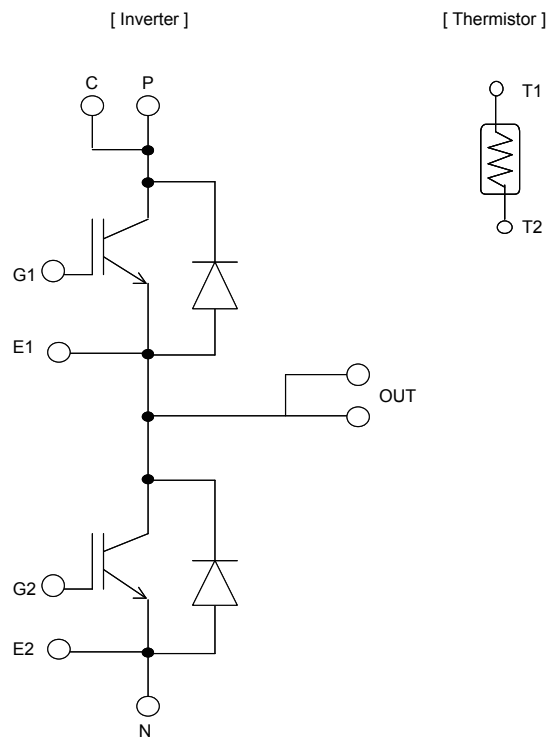 [ Inverter ]
[ Thermistor ]
C
P
T1
T2
G1
E1
OUT
G2
E2
N